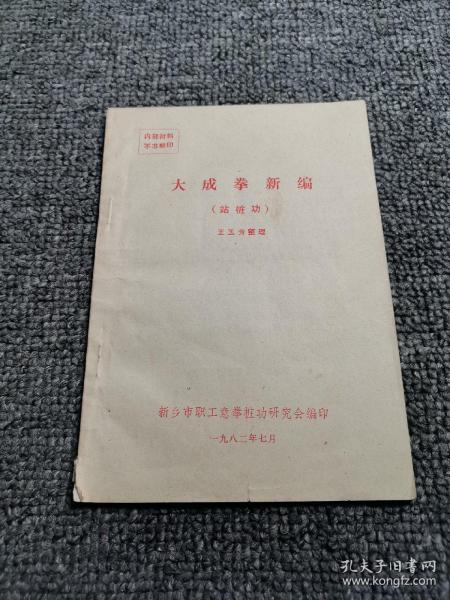 内部材料
不准翻印
大成拳新编
(站桩功)
王玉芳整理
新乡市职工意拳桩功研究会编印
一九八二年七月
孔夫子旧书网
www.kongfz.com